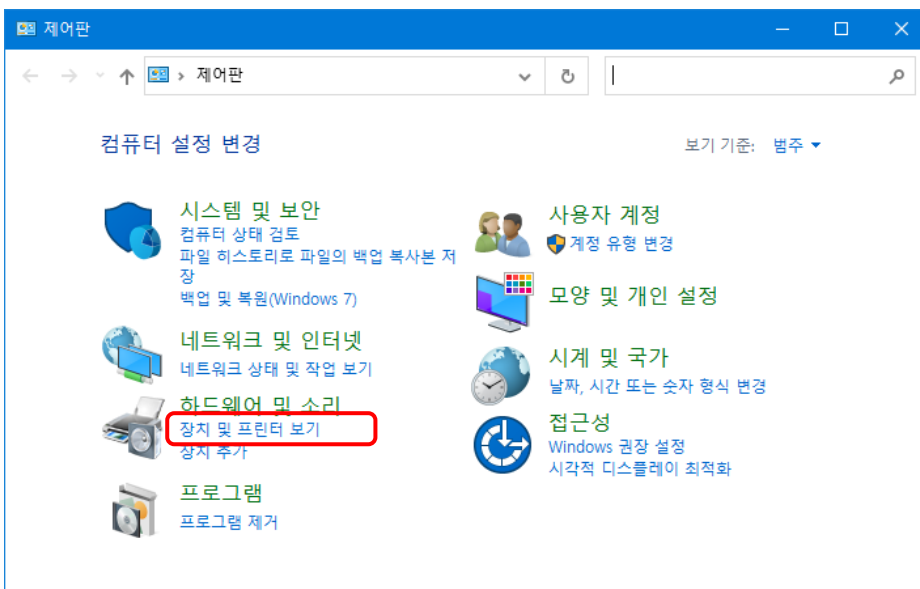 제어판
제어판
컴퓨터 설정 변경
보기 기준: 범주
시스템 및 보안
컴퓨터 상태 검토
파일 히스토리로 파일의 백업 복사본 저
장
백업 및 복원(Windows 7)
네트워크 및 인터넷
네트워크 상태 및 작업 보기
하드웨어 및 소리
장치 및 프린터 보기
장치 추가
프로그램
프로그램 제거
사용자 계정
계정 유형 변경
모양 및 개인 설정
시계 및 국가
날짜, 시간 또는 숫자 형식 변경
접근성
Windows 권장 설정
시각적 디스플레이 최적화